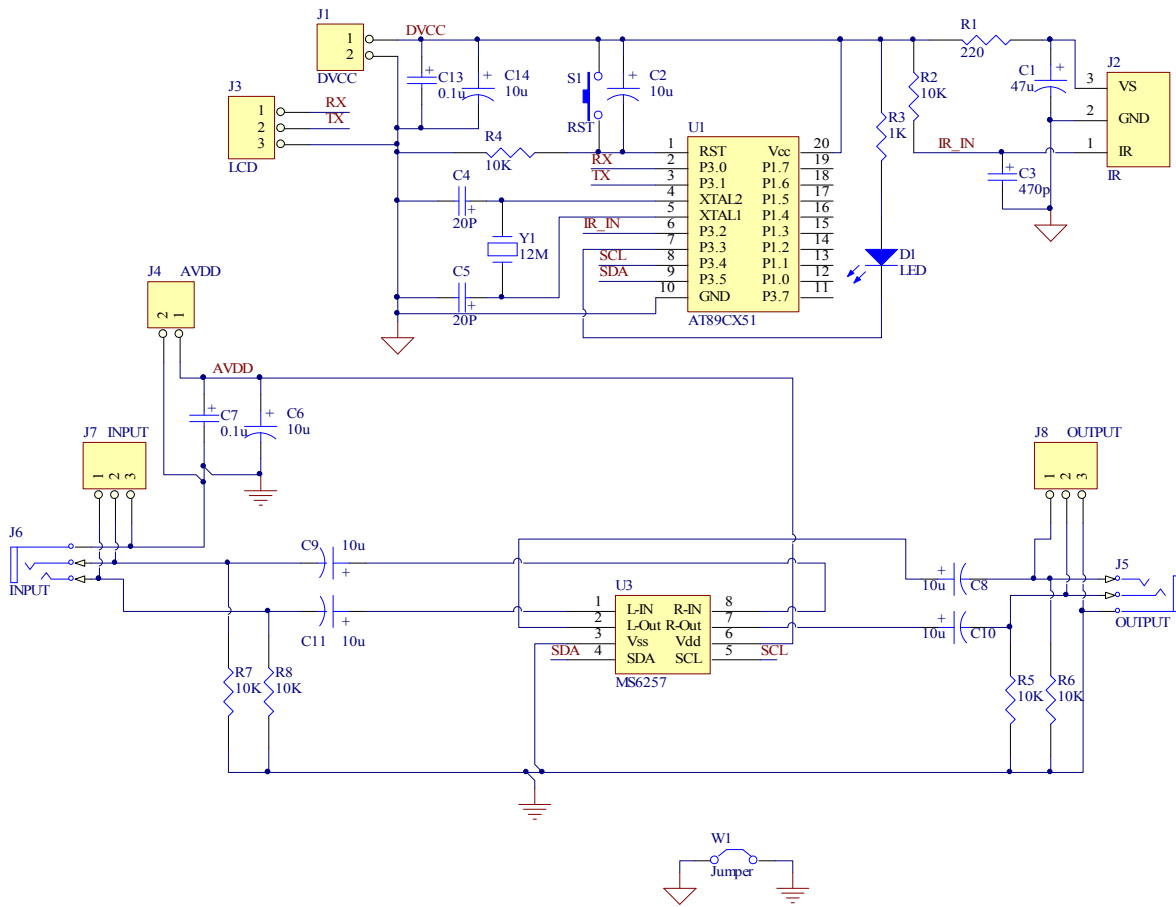 J1
1
2
DVCC
DVCC
J3
1
2
3
RX
TX
LCD
+
C13
0.1u
+
C14
10u
S1
RST
+
C2
10u
R4
10K
R1
220
R2
10K
R3
1K
+
C1
47u
J2
3 VS
2 GND
1 IR
IR
IR_IN
C3
470p
+
U1
1 RST Vcc 20
RX 2 P3.0 P1.7 19
TX 3 P3.1 P1.6 18
4 XTAL2 P1.5 17
5 XTAL1 P1.4 16
IR_IN 6 P3.2 P1.3 15
7 P3.3 P1.2 14
SCL 8 P3.4 P1.1 13
SDA 9 P3.5 P1.0 12
10 GND P3.7 11
AT89CX51
C4
+
20P
Y1
12M
C5
+
20P
D1
LED
J4 AVDD
2 1
AVDD
+
C7
0.1u
+
C6
10u
J7 INPUT
1 2 3
J6
INPUT
C9
10u
+
C11
10u
+
R7
10K
R8
10K
U3
1 L-IN R-IN 8
2 L-Out R-Out 7
3 Vss Vdd 6
SDA 4 SDA SCL 5 SCL
MS6257
J8 OUTPUT
1 2 3
+
10u
C8
+
10u
C10
J5
OUTPUT
R5
10K
R6
10K
W1
Jumper